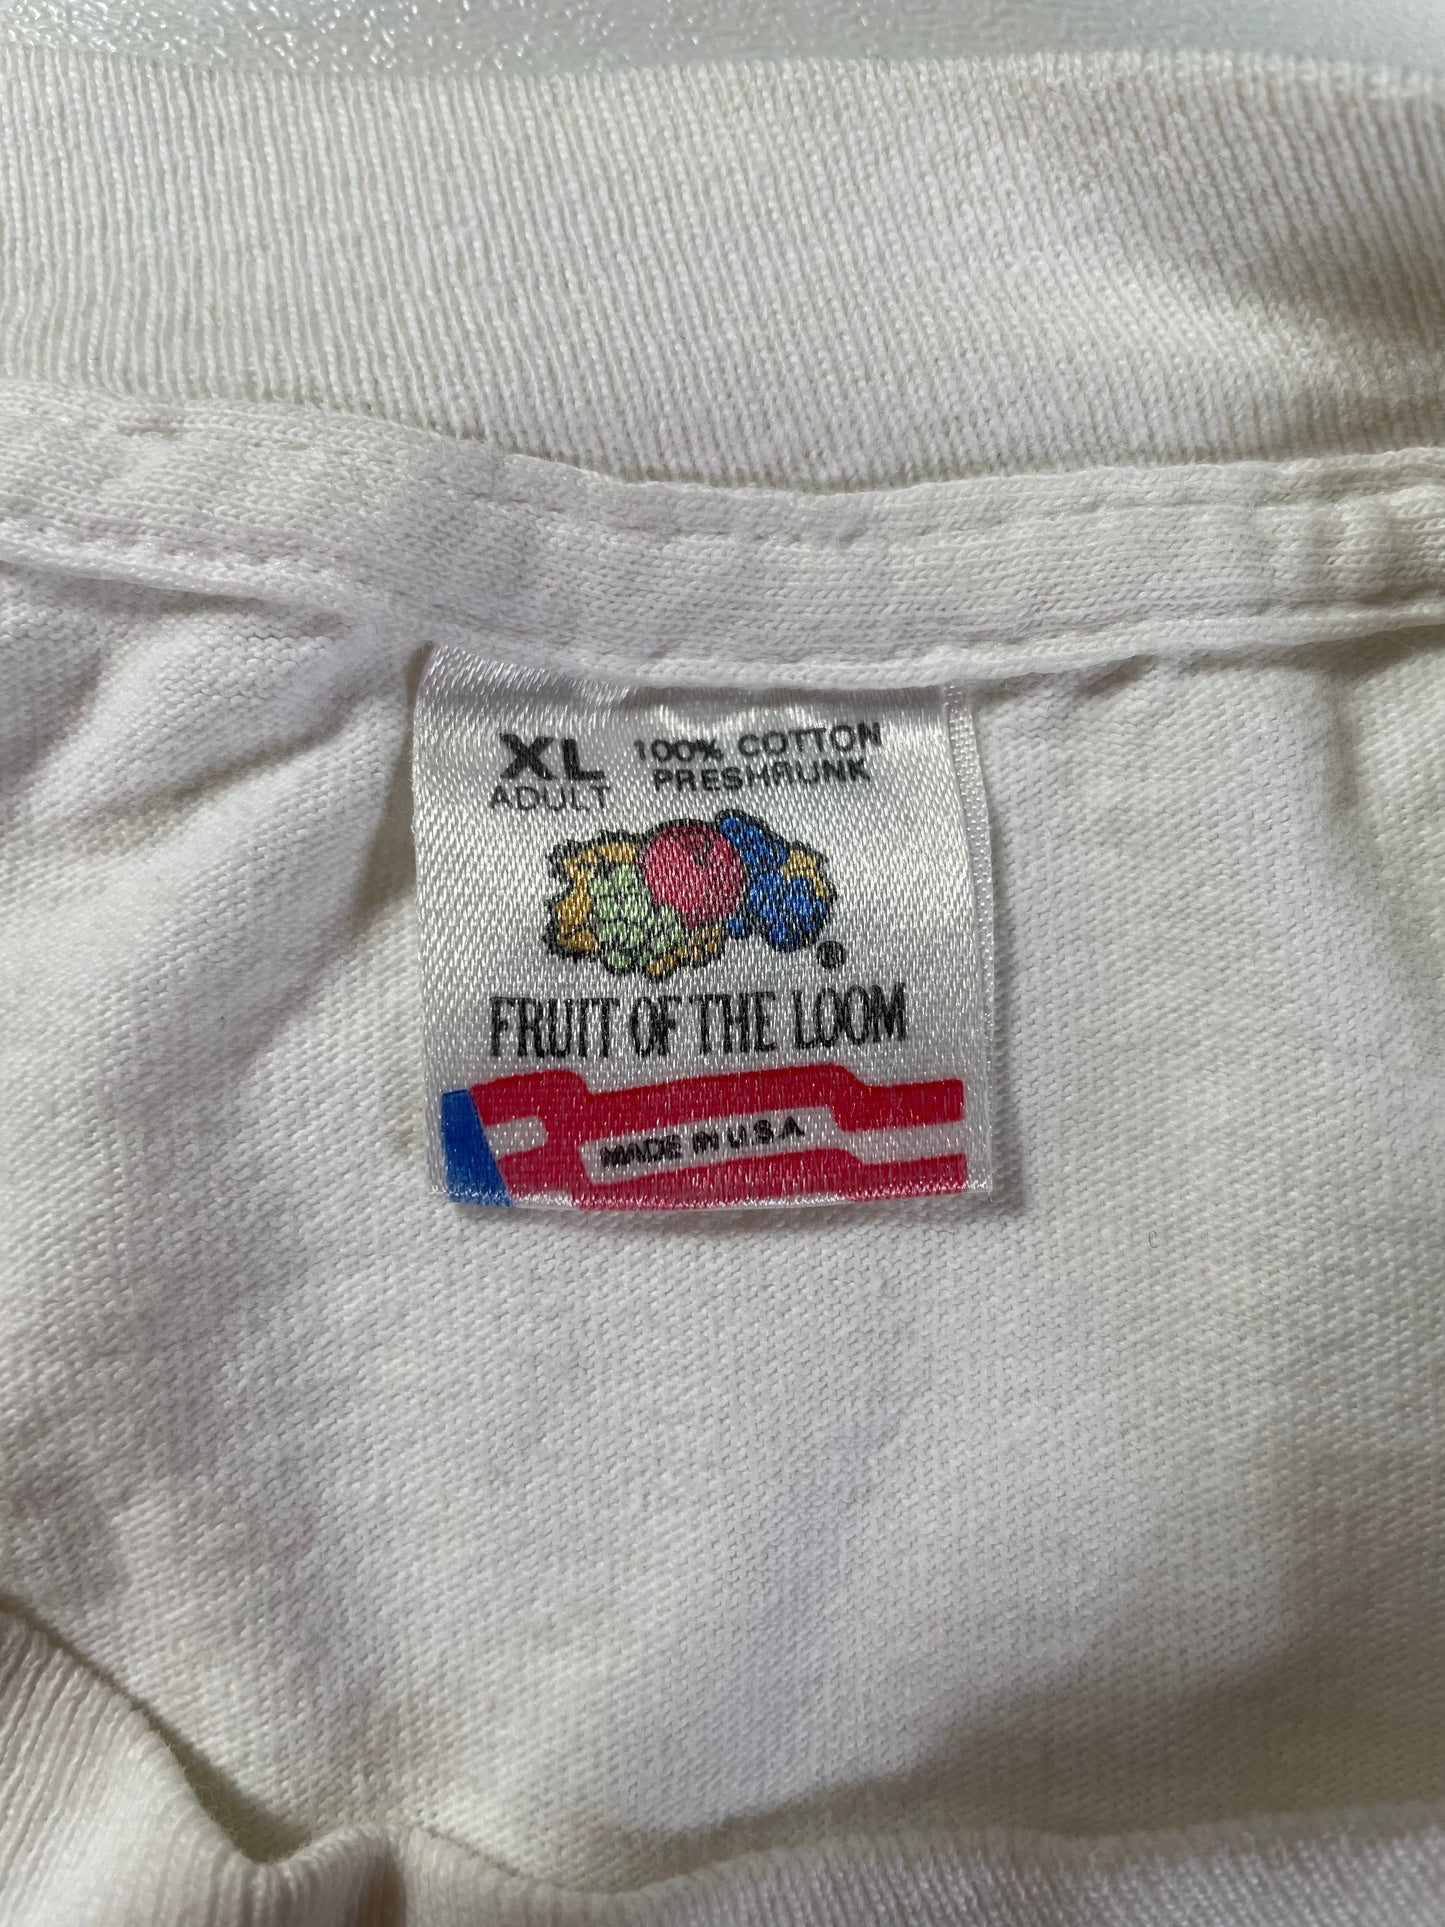 XL 100% COTTON
ADULT PRESHRUNK
®
FRUIT OF THE LOOM
MADE IN U.S.A